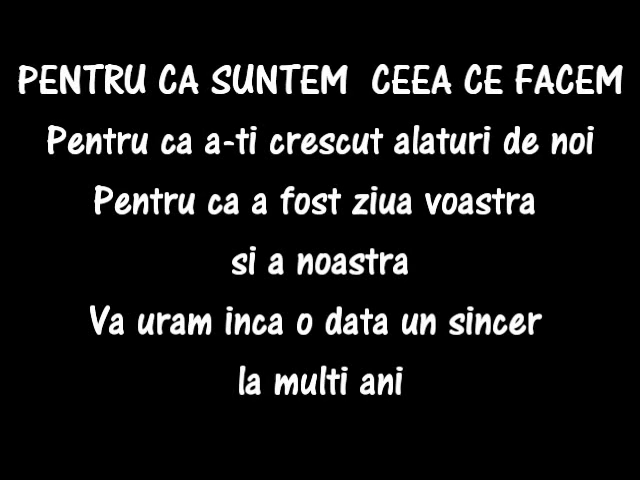 PENTRU CA SUNTEM CEEA CE FACEM
Pentru ca a-ti crescut alaturi de noi
Pentru ca a fost ziua voastra
si a noastra
Va uram inca o data un sincer
la multi ani